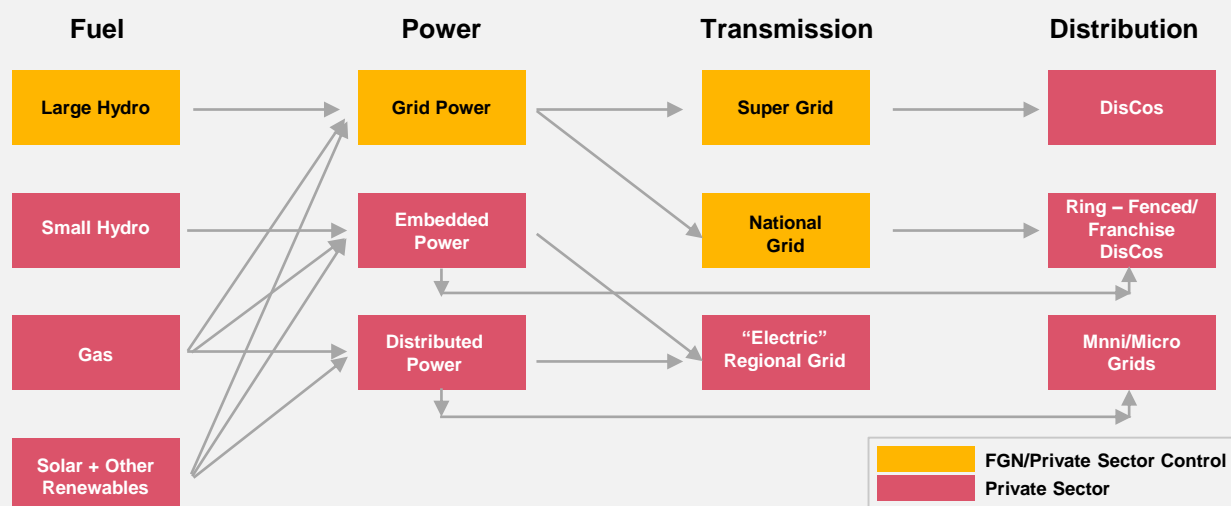 Fuel
Power
Transmission
Distribution
Large Hydro
Grid Power
Super Grid
DisCos
Small Hydro
Embedded
Power
National
Grid
Ring – Fenced/
Franchise
DisCos
Gas
Distributed
Power
“Electric”
Regional Grid
Mnni/Micro
Grids
Solar + Other
Renewables
FGN/Private Sector Control
Private Sector